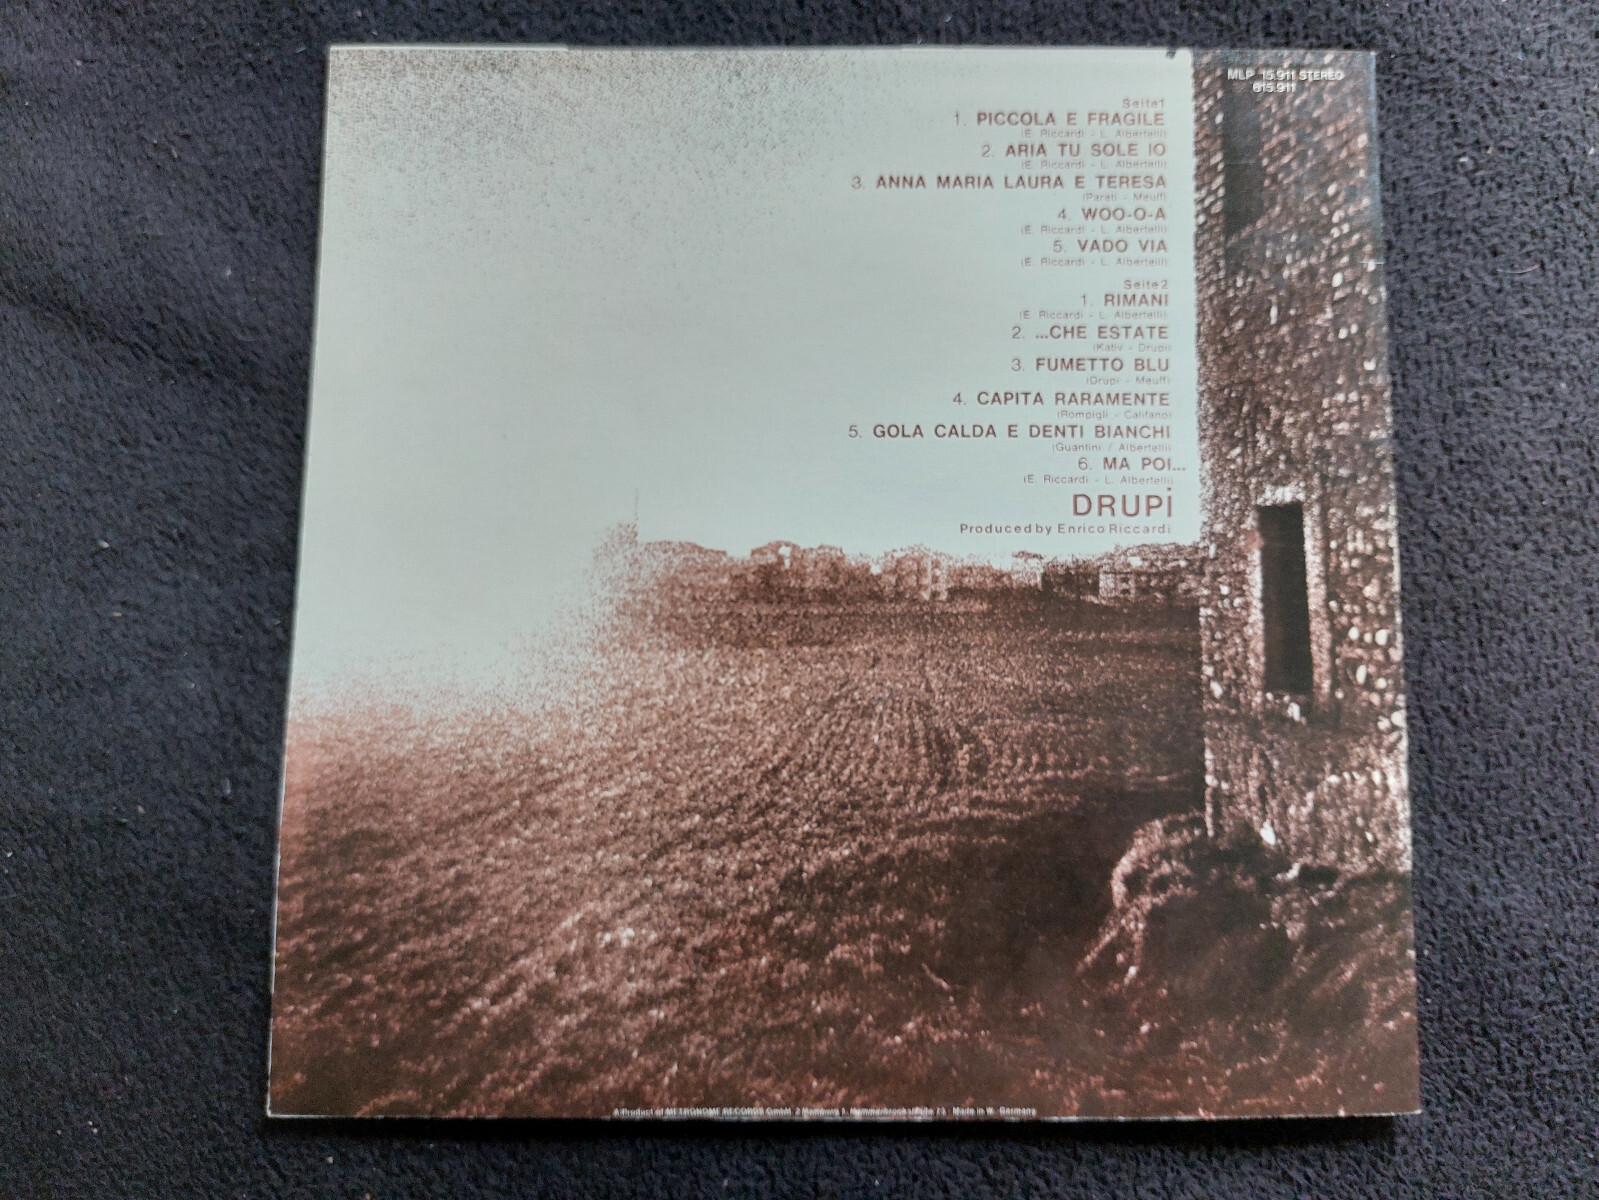 MLP 15.911 STEREO
615.911
Seite1
1. PICCOLA E FRAGILE
(E. Riccardi - L. Albertelli)
2. ARIA TU SOLE IO
(E. Riccardi - L. Albertelli)
3. ANNA MARIA LAURA E TERESA
(Pareti - Meuff)
4. WOO-O-A
(E. Riccardi - L. Albertelli)
5. VADO VIA
(E. Riccardi - L. Albertelli)
Seite2
1. RIMANI
(E. Riccardi - L. Albertelli)
2. ...CHE ESTATE
(Kativ - Drupi)
3. FUMETTO BLU
(Drupi - Meuff)
4. CAPITA RARAMENTE
(Rompigli - Califano)
5. GOLA CALDA E DENTI BIANCHI
(Guantini / Albertelli)
6. MA POI...
(E. Riccardi - L. Albertelli)
DRUPi
Produced by Enrico Riccardi
A Product of METRONOME RECORDS GmbH, 2 Hamburg 1, Made in W. Germany